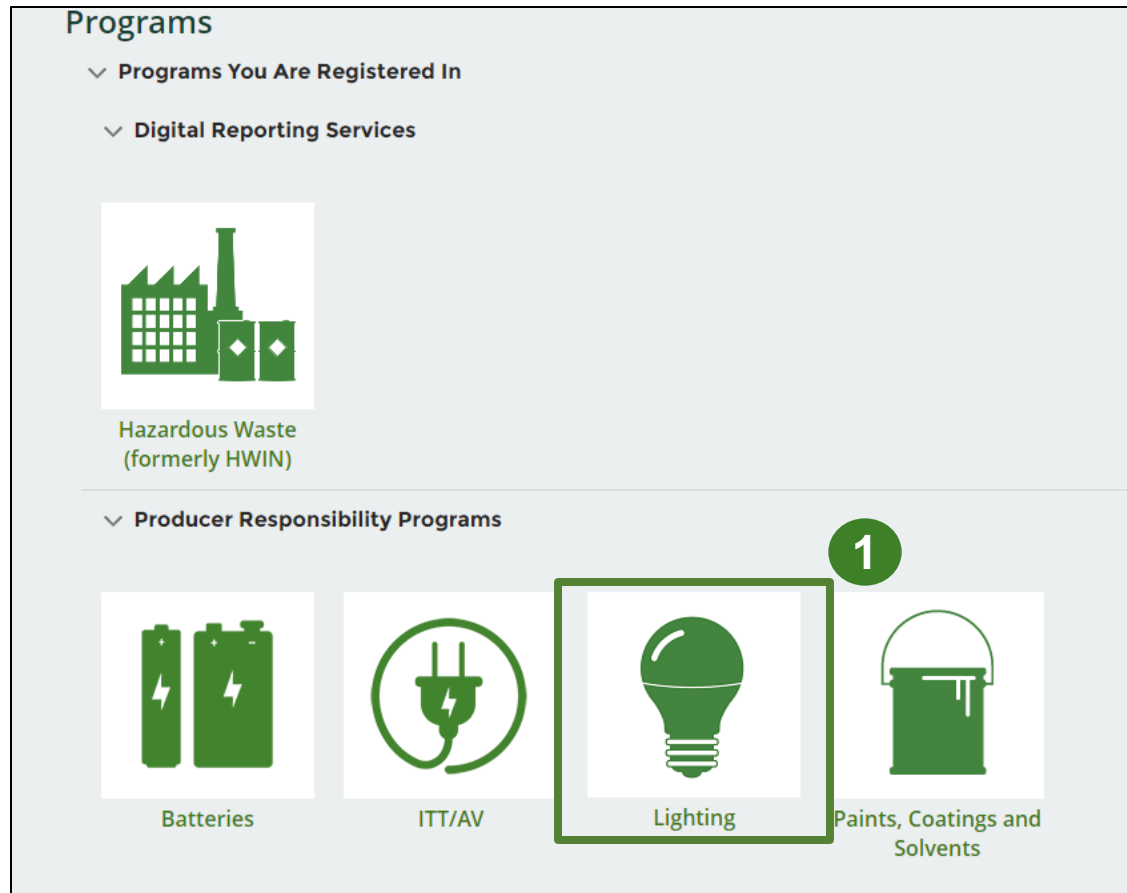 Programs
Programs You Are Registered In
Digital Reporting Services
Hazardous Waste
(formerly HWIN)
Producer Responsibility Programs
1
Batteries
ITT/AV
Lighting
Paints, Coatings and
Solvents